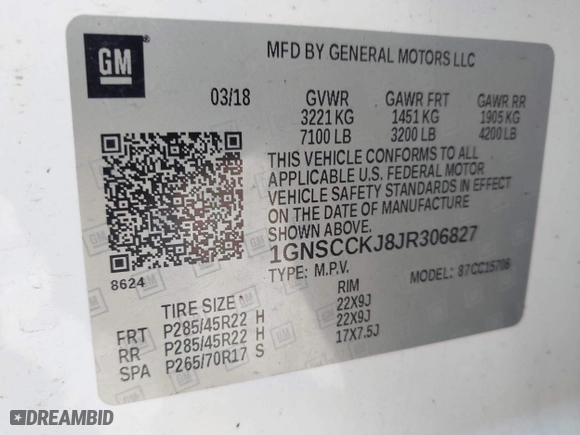 GM
MFD BY GENERAL MOTORS LLC
03/18 GVWR GAWR FRT GAWR RR
3221 KG 1451 KG 1905 KG
7100 LB 3200 LB 4200 LB
THIS VEHICLE CONFORMS TO ALL
APPLICABLE U.S. FEDERAL MOTOR
VEHICLE SAFETY STANDARDS IN EFFECT
ON THE DATE OF MANUFACTURE
SHOWN ABOVE.
1GNSCCKJ8JR306827
8624
TYPE: M.P.V. MODEL: 87CC15706
TIRE SIZE RIM
FRT P285/45R22 H 22X9J
RR P285/45R22 H 22X9J
SPA P265/70R17 S 17X7.5J
DREAMBID